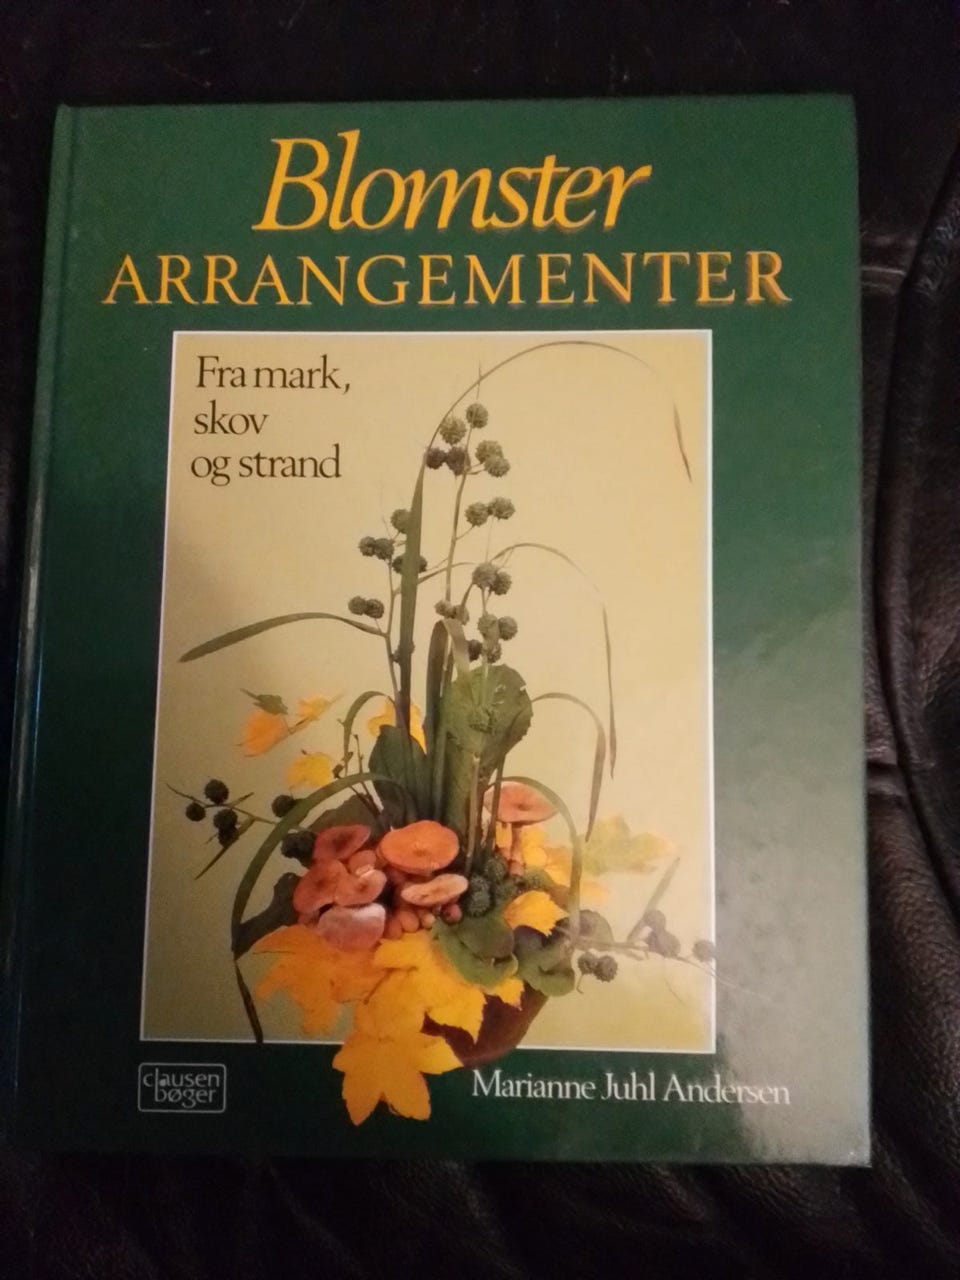 Blomster
ARRANGEMENTER
Fra mark,
skov
og strand
Marianne Juhl Andersen
clausen
bøger